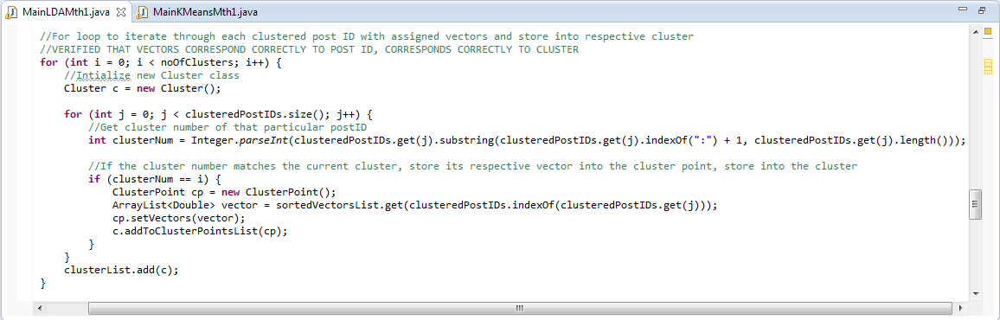 MainLDAMth1.java MainKMeansMth1.java
//For loop to iterate through each clustered post ID with assigned vectors and store into respective cluster
//VERIFIED THAT VECTORS CORRESPOND CORRECTLY TO POST ID, CORRESPONDS CORRECTLY TO CLUSTER
for (int i = 0; i < noOfClusters; i++) {
    //Intialize new Cluster class
    Cluster c = new Cluster();

    for (int j = 0; j < clusteredPostIDs.size(); j++) {
        //Get cluster number of that particular postID
        int clusterNum = Integer.parseInt(clusteredPostIDs.get(j).substring(clusteredPostIDs.get(j).indexOf(":") + 1, clusteredPostIDs.get(j).length()));

        //If the cluster number matches the current cluster, store its respective vector into the cluster point, store into the cluster
        if (clusterNum == i) {
            ClusterPoint cp = new ClusterPoint();
            ArrayList<Double> vector = sortedVectorsList.get(clusteredPostIDs.indexOf(clusteredPostIDs.get(j)));
            cp.setVectors(vector);
            c.addToClusterPointsList(cp);
        }
    }
    clusterList.add(c);
}